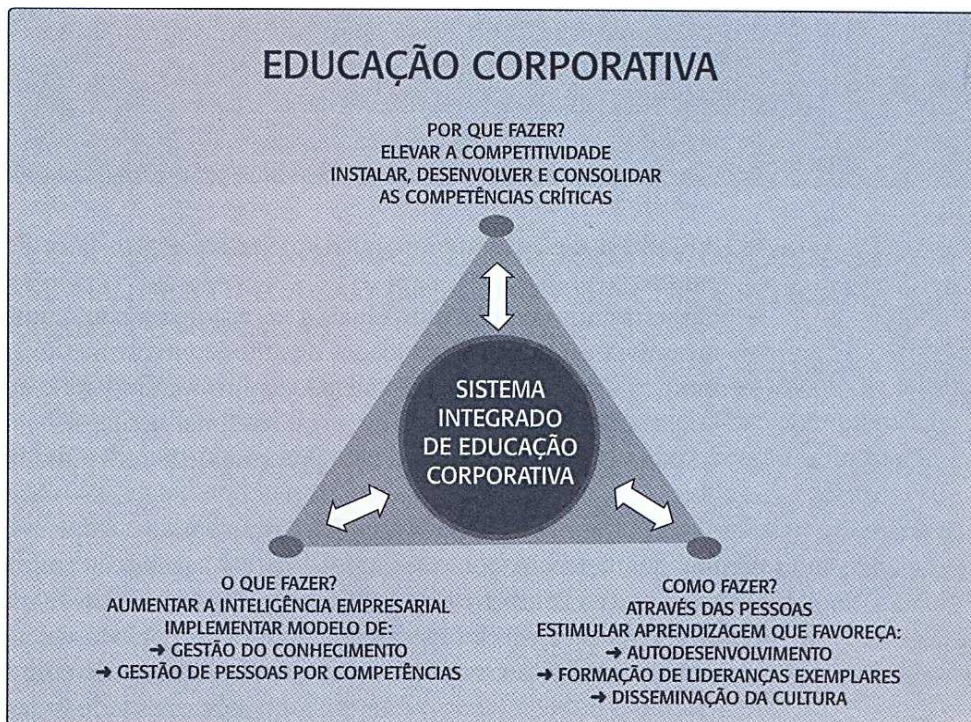 EDUCAÇÃO CORPORATIVA
POR QUE FAZER?
ELEVAR A COMPETITIVIDADE
INSTALAR, DESENVOLVER E CONSOLIDAR
AS COMPETÊNCIAS CRÍTICAS
SISTEMA
INTEGRADO
DE EDUCAÇÃO
CORPORATIVA
O QUE FAZER?
AUMENTAR A INTELIGÊNCIA EMPRESARIAL
IMPLEMENTAR MODELO DE:
➔ GESTÃO DO CONHECIMENTO
➔ GESTÃO DE PESSOAS POR COMPETÊNCIAS
COMO FAZER?
ATRAVÉS DAS PESSOAS
ESTIMULAR APRENDIZAGEM QUE FAVOREÇA:
➔ AUTODESENVOLVIMENTO
➔ FORMAÇÃO DE LIDERANÇAS EXEMPLARES
➔ DISSEMINAÇÃO DA CULTURA